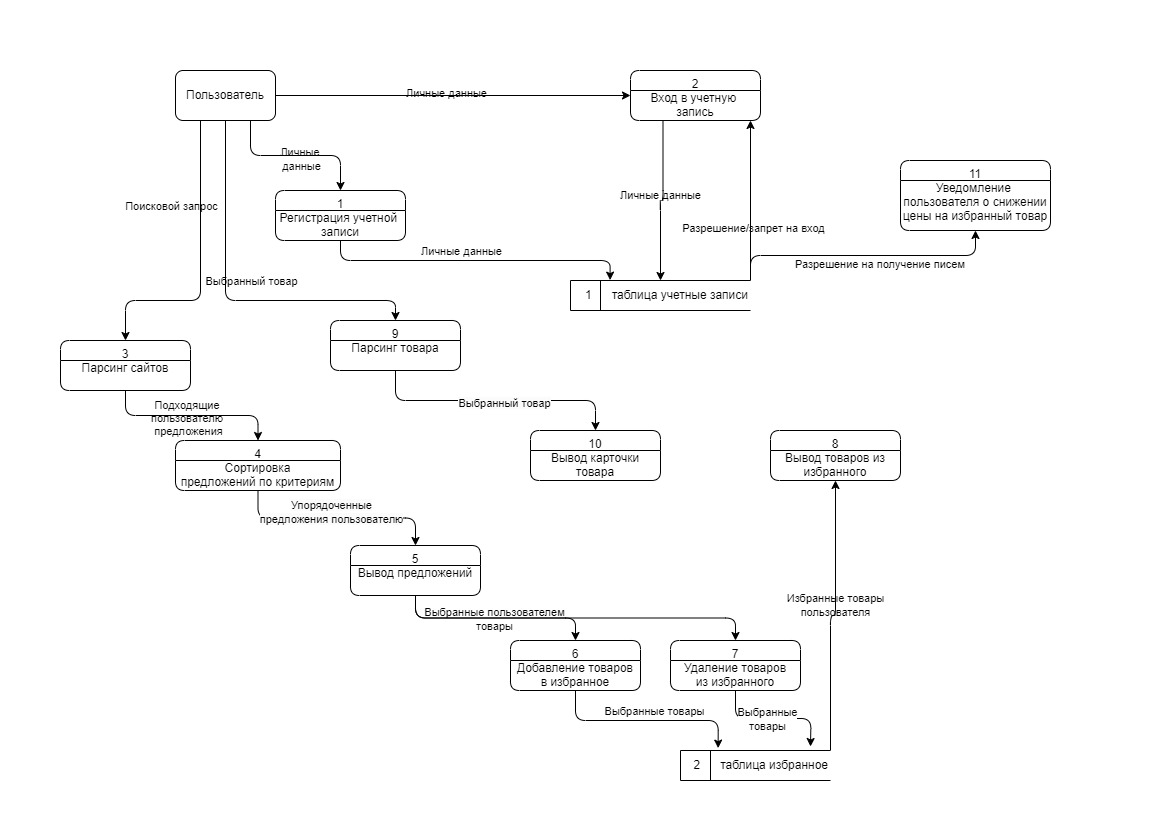 Пользователь
Личные данные
2
Вход в учетную
запись
Личные
данные
Поисковой запрос
1
Регистрация учетной
записи
Личные данные
11
Уведомление
пользователя о снижении
цены на избранный товар
Разрешение/запрет на вход
Личные данные
Разрешение на получение писем
Выбранный товар
1
таблица учетные записи
3
Парсинг сайтов
9
Парсинг товара
Подходящие
пользователю
предложения
Выбранный товар
4
Сортировка
предложений по критериям
10
Вывод карточки
товара
8
Вывод товаров из
избранного
Упорядоченные
предложения пользователю
5
Вывод предложений
Избранные товары
пользователя
Выбранные пользователем
товары
6
Добавление товаров
в избранное
7
Удаление товаров
из избранного
Выбранные товары
Выбранные
товары
2
таблица избранное